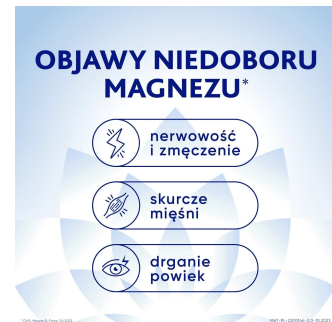 OBJAWY NIEDOBORU
MAGNEZU*
nerwowość
i zmęczenie
skurcze
mięśni
drganie
powiek